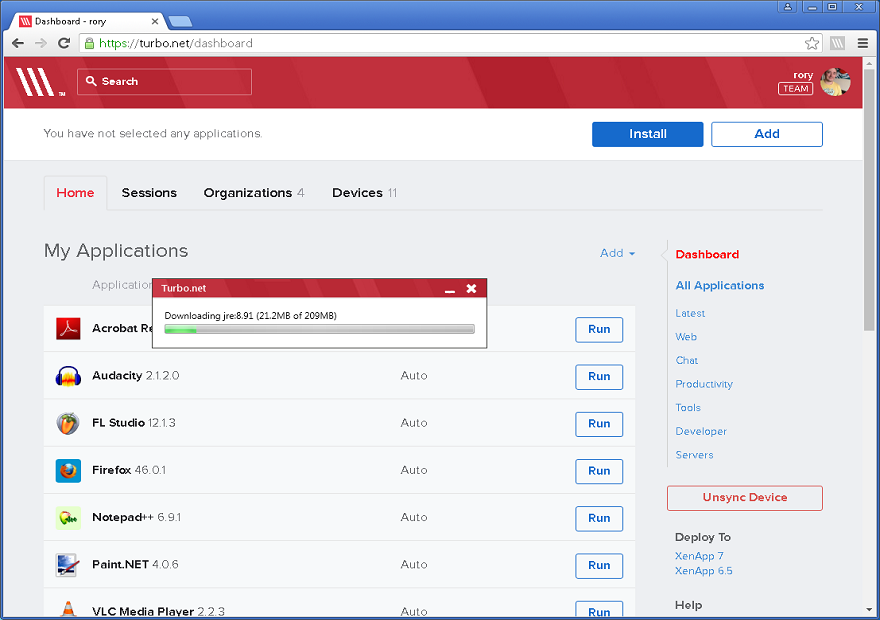 Dashboard - rory
https://turbo.net/dashboard
TM
Search
rory
TEAM
You have not selected any applications.
Install
Add
Home
Sessions
Organizations 4
Devices 11
My Applications
Add
Application
Turbo.net
Downloading jre:8.91 (21.2MB of 209MB)
Acrobat Re
Run
Audacity 2.1.2.0
Auto
Run
FL Studio 12.1.3
Auto
Run
Firefox 46.0.1
Auto
Run
Notepad++ 6.9.1
Auto
Run
Paint.NET 4.0.6
Auto
Run
VLC Media Player 2.2.3
Auto
Run
Dashboard
All Applications
Latest
Web
Chat
Productivity
Tools
Developer
Servers
Unsync Device
Deploy To
XenApp 7
XenApp 6.5
Help